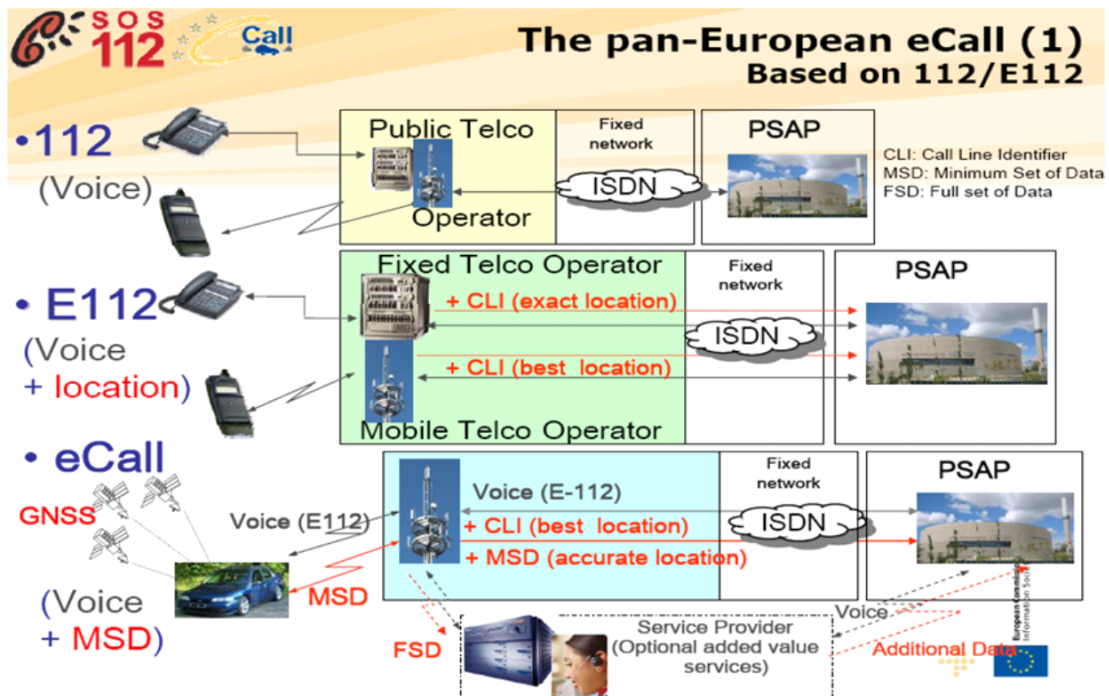 SOS
112
Call
The pan-European eCall (1)
Based on 112/E112
•112
(Voice)
Public Telco
Operator
Fixed
network
ISDN
PSAP
CLI: Call Line Identifier
MSD: Minimum Set of Data
FSD: Full set of Data
• E112
(Voice
+ location)
Fixed Telco Operator
+ CLI (exact location)
+ CLI (best location)
Mobile Telco Operator
Fixed
network
ISDN
PSAP
• eCall
GNSS
(Voice
+ MSD)
Voice (E112)
MSD
Voice (E-112)
+ CLI (best location)
+ MSD (accurate location)
Fixed
network
ISDN
PSAP
FSD
Service Provider
(Optional added value
services)
Voice
Additional Data
European Commission
Information Society